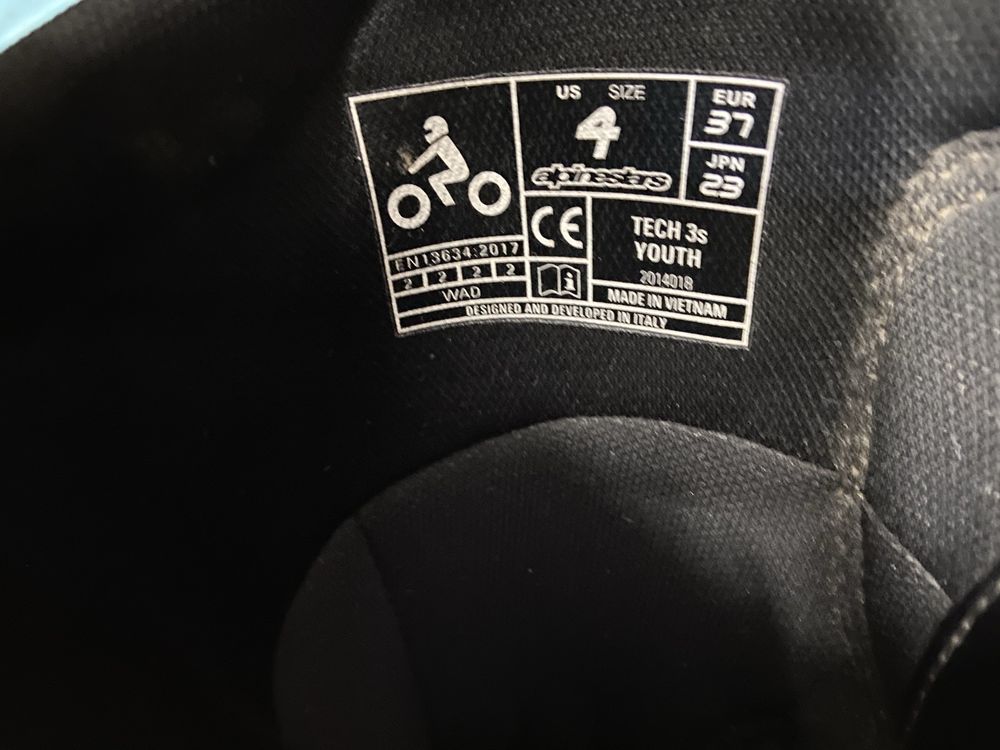 US SIZE
4
alpinestars
EUR
37
JPN
23
EN13634:2017
2 2 2 2
WAD
CE
i
TECH 3s
YOUTH
2014018
MADE IN VIETNAM
DESIGNED AND DEVELOPED IN ITALY